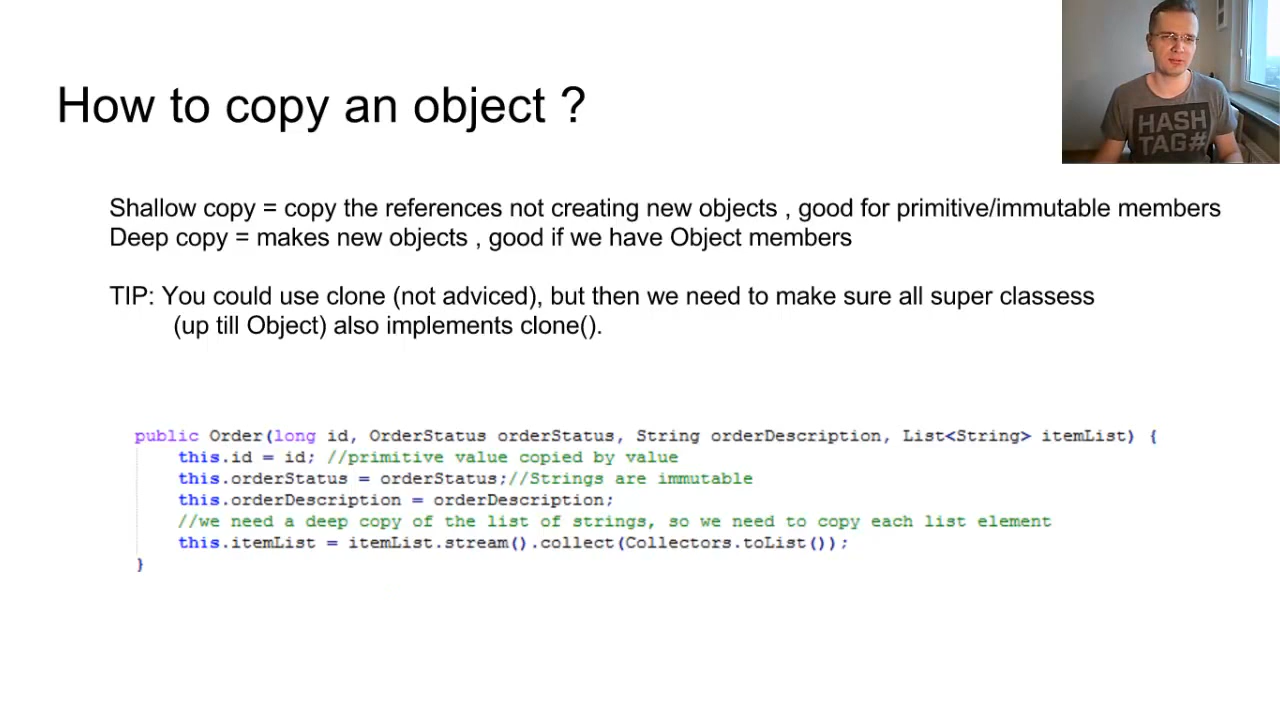 How to copy an object ?
HASH
TAG#
Shallow copy = copy the references not creating new objects , good for primitive/immutable members
Deep copy = makes new objects , good if we have Object members
TIP: You could use clone (not adviced), but then we need to make sure all super classess
(up till Object) also implements clone().
public Order(long id, OrderStatus orderStatus, String orderDescription, List<String> itemList) {
this.id = id; //primitive value copied by value
this.orderStatus = orderStatus;//Strings are immutable
this.orderDescription = orderDescription;
//we need a deep copy of the list of strings, so we need to copy each list element
this.itemList = itemList.stream().collect(Collectors.toList());
}